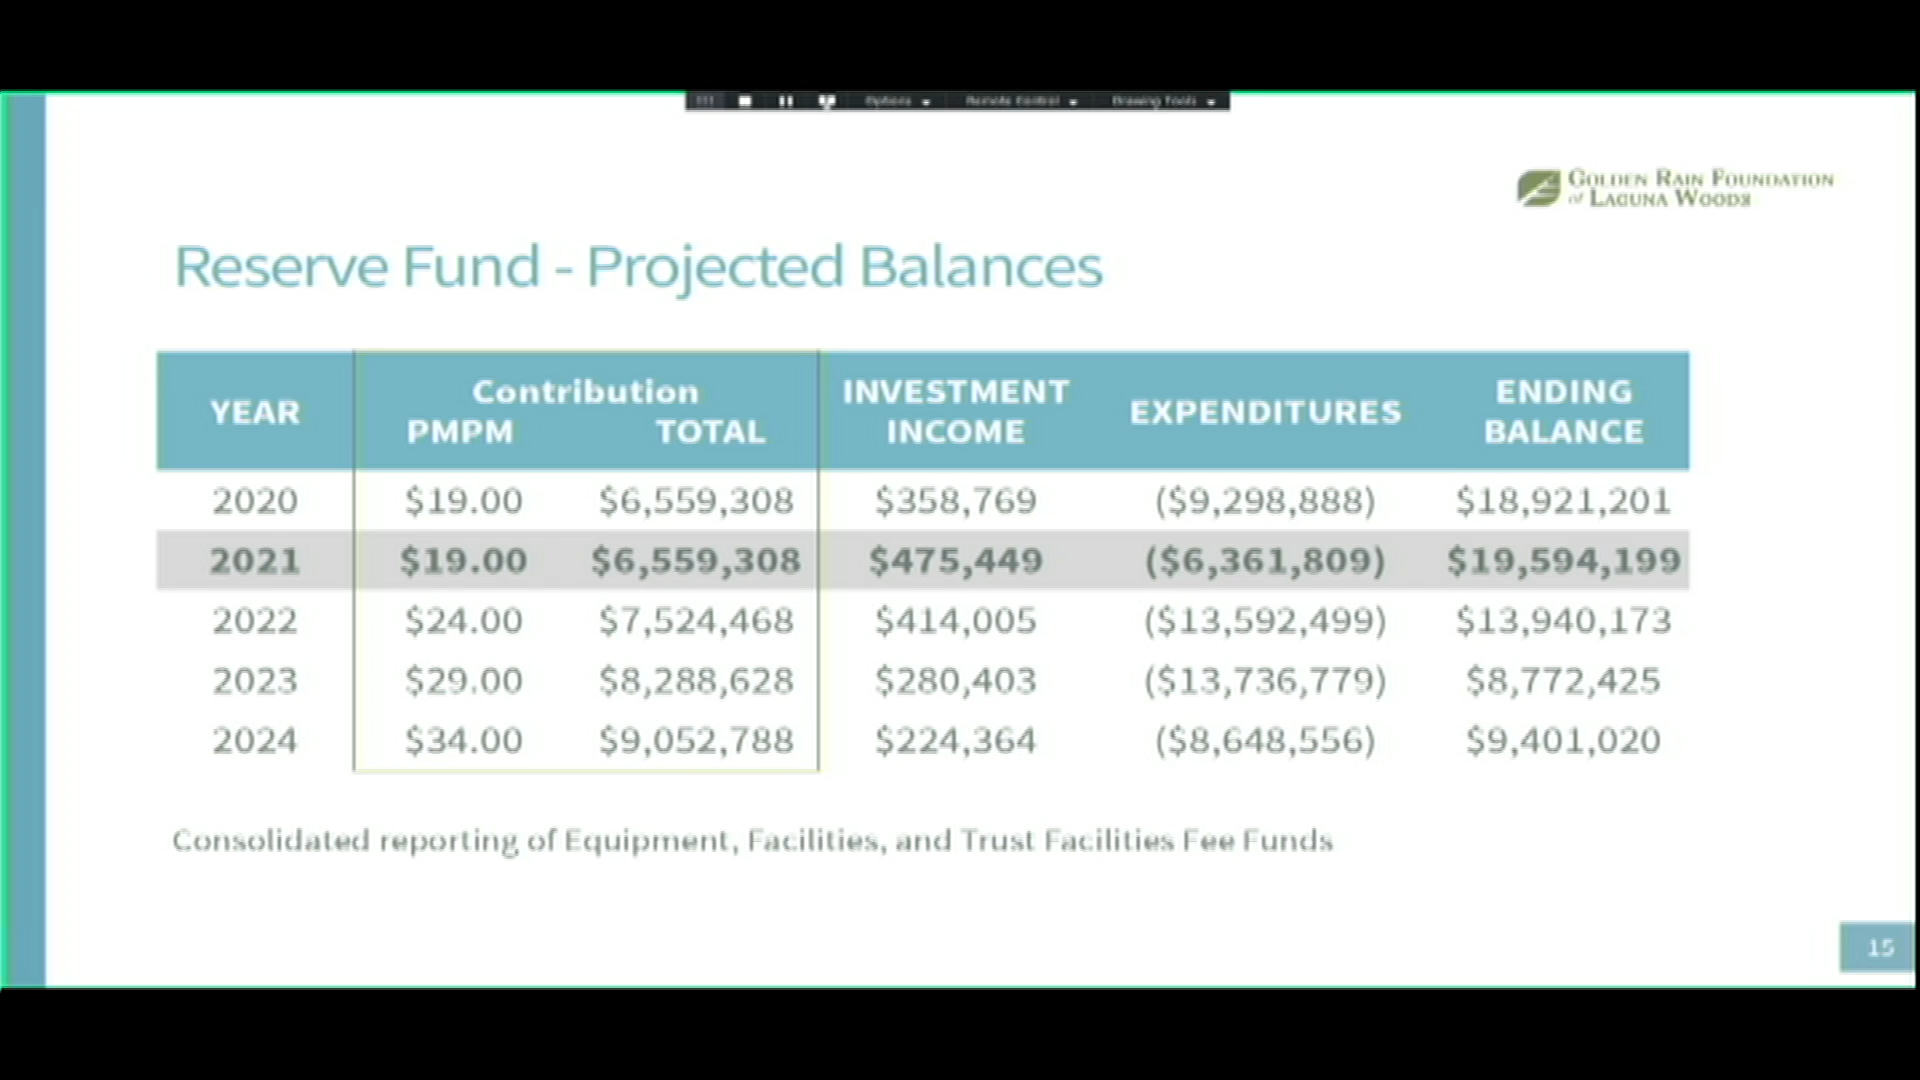 Options
Remote Control
Drawing Tools
GOLDEN RAIN FOUNDATION
of LAGUNA WOODS
Reserve Fund - Projected Balances
YEAR Contribution PMPM TOTAL INVESTMENT INCOME EXPENDITURES ENDING BALANCE
2020 $19.00 $6,559,308 $358,769 ($9,298,888) $18,921,201
2021 $19.00 $6,559,308 $475,449 ($6,361,809) $19,594,199
2022 $24.00 $7,524,468 $414,005 ($13,592,499) $13,940,173
2023 $29.00 $8,288,628 $280,403 ($13,736,779) $8,772,425
2024 $34.00 $9,052,788 $224,364 ($8,648,556) $9,401,020
Consolidated reporting of Equipment, Facilities, and Trust Facilities Fee Funds
15